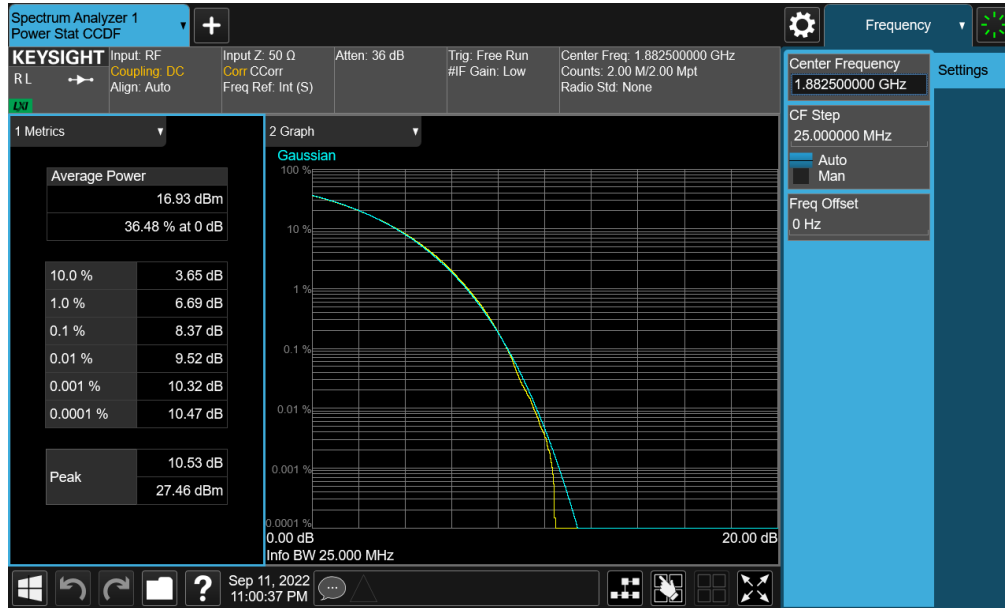 Spectrum Analyzer 1
Power Stat CCDF
Frequency
KEYSIGHT
R L
LXI
Input: RF
Coupling: DC
Align: Auto
Input Z: 50 Ω
Corr CCorr
Freq Ref: Int (S)
Atten: 36 dB
Trig: Free Run
#IF Gain: Low
Center Freq: 1.882500000 GHz
Counts: 2.00 M/2.00 Mpt
Radio Std: None
Center Frequency
1.882500000 GHz
Settings
CF Step
25.000000 MHz
Auto
Man
Freq Offset
0 Hz
1 Metrics
Average Power
16.93 dBm
36.48 % at 0 dB
10.0 % 3.65 dB
1.0 % 6.69 dB
0.1 % 8.37 dB
0.01 % 9.52 dB
0.001 % 10.32 dB
0.0001 % 10.47 dB
Peak
10.53 dB
27.46 dBm
2 Graph
Gaussian
100 %
10 %
1 %
0.1 %
0.01 %
0.001 %
0.0001 %
0.00 dB 20.00 dB
Info BW 25.000 MHz
?
Sep 11, 2022
11:00:37 PM